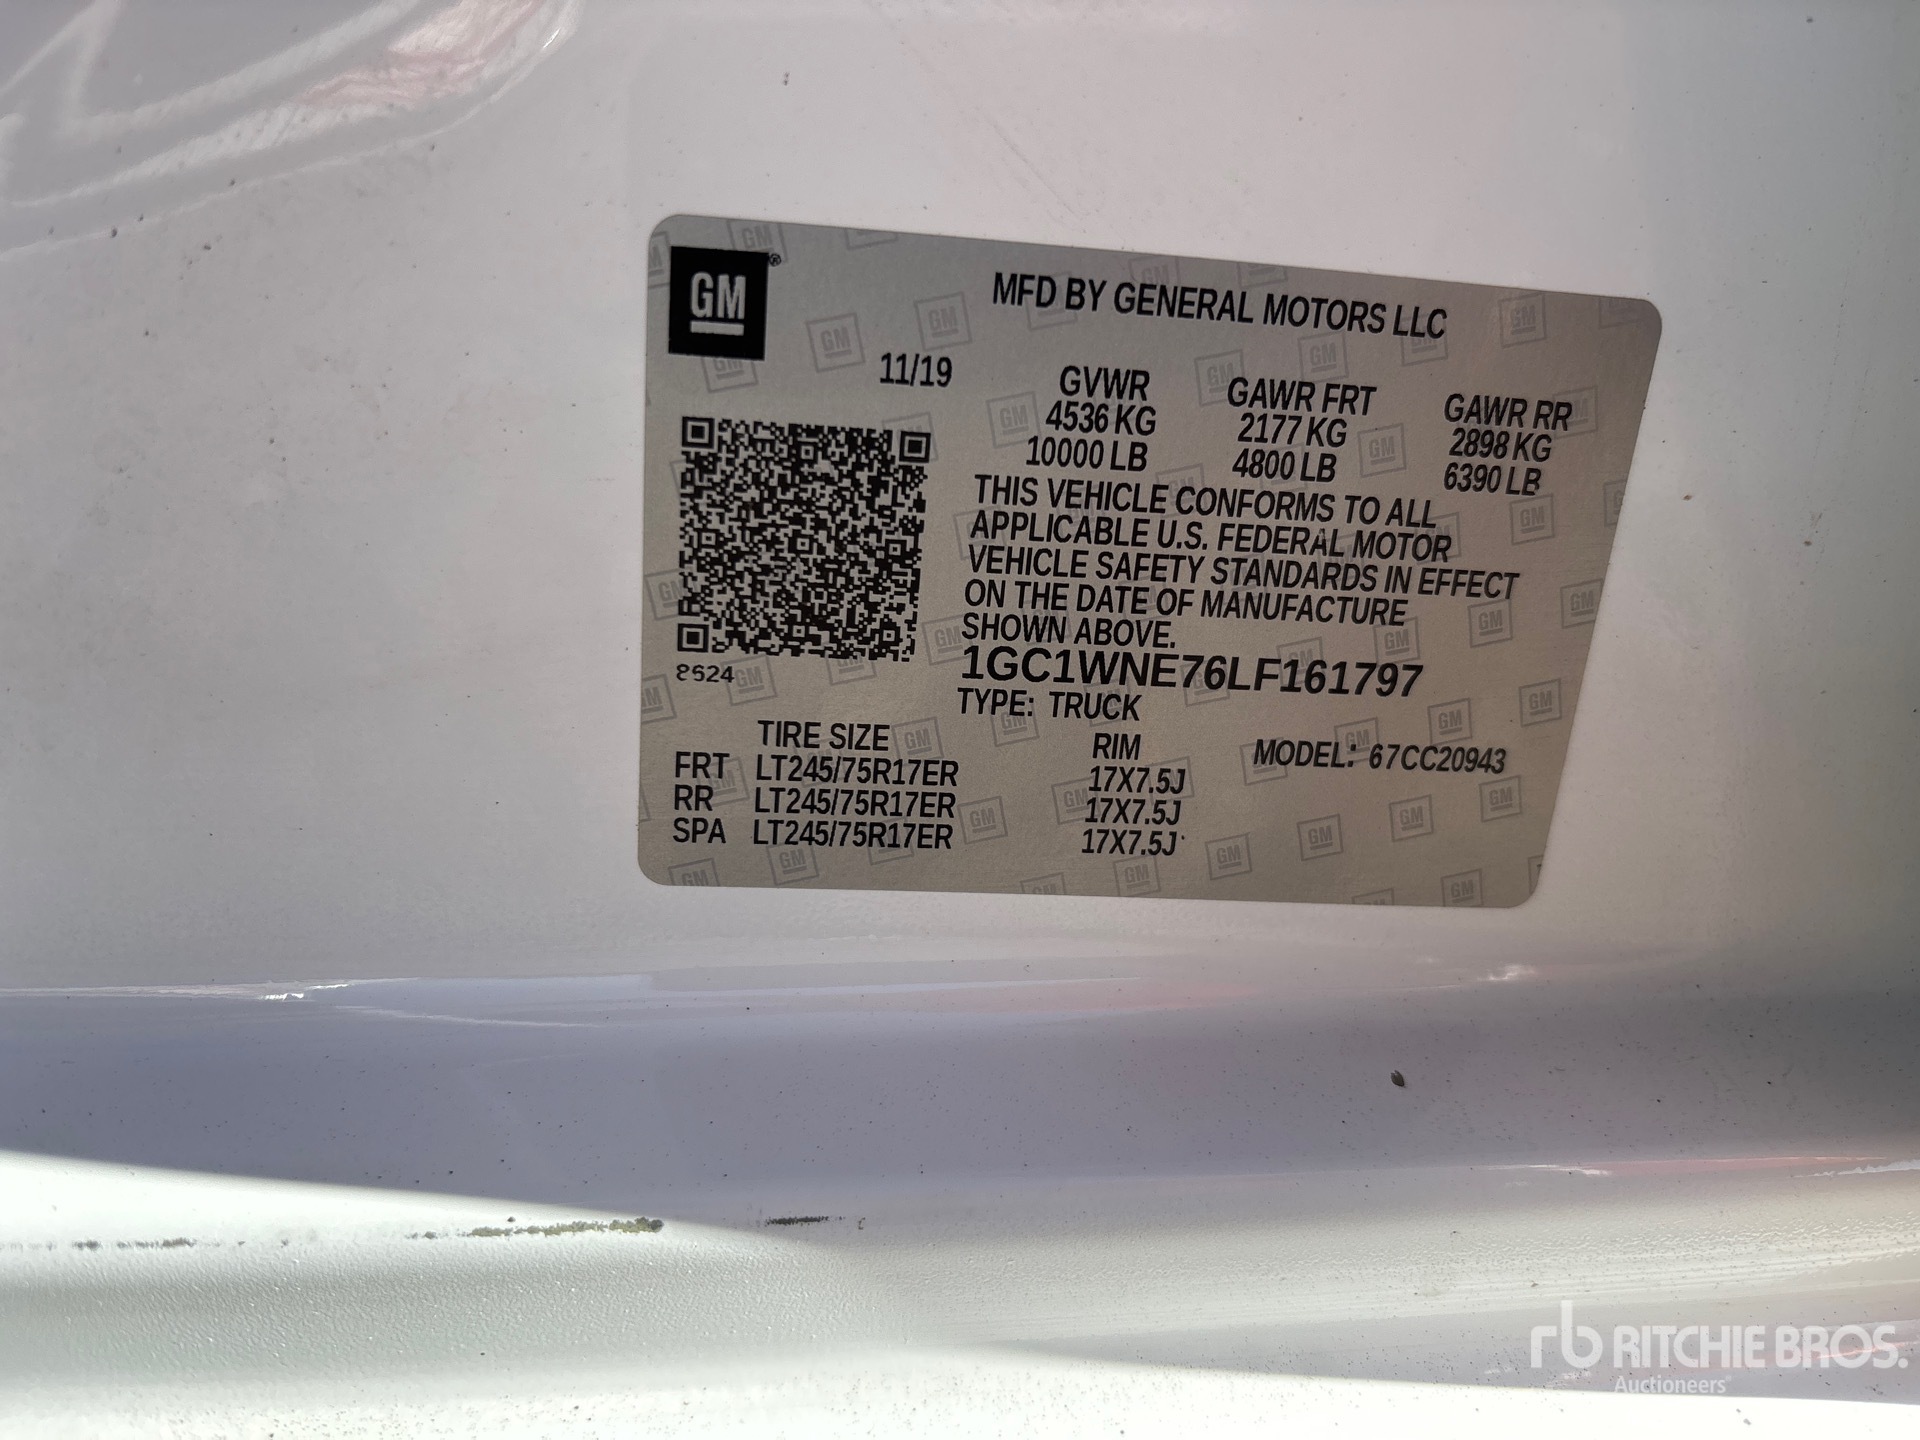 GM®
MFD BY GENERAL MOTORS LLC
11/19
GVWR GAWR FRT GAWR RR
4536 KG 2177 KG 2898 KG
10000 LB 4800 LB 6390 LB
THIS VEHICLE CONFORMS TO ALL
APPLICABLE U.S. FEDERAL MOTOR
VEHICLE SAFETY STANDARDS IN EFFECT
ON THE DATE OF MANUFACTURE
SHOWN ABOVE.
8624
1GC1WNE76LF161797
TYPE: TRUCK
TIRE SIZE RIM MODEL: 67CC20943
FRT LT245/75R17ER 17X7.5J
RR LT245/75R17ER 17X7.5J
SPA LT245/75R17ER 17X7.5J
rb RITCHIE BROS.
Auctioneers